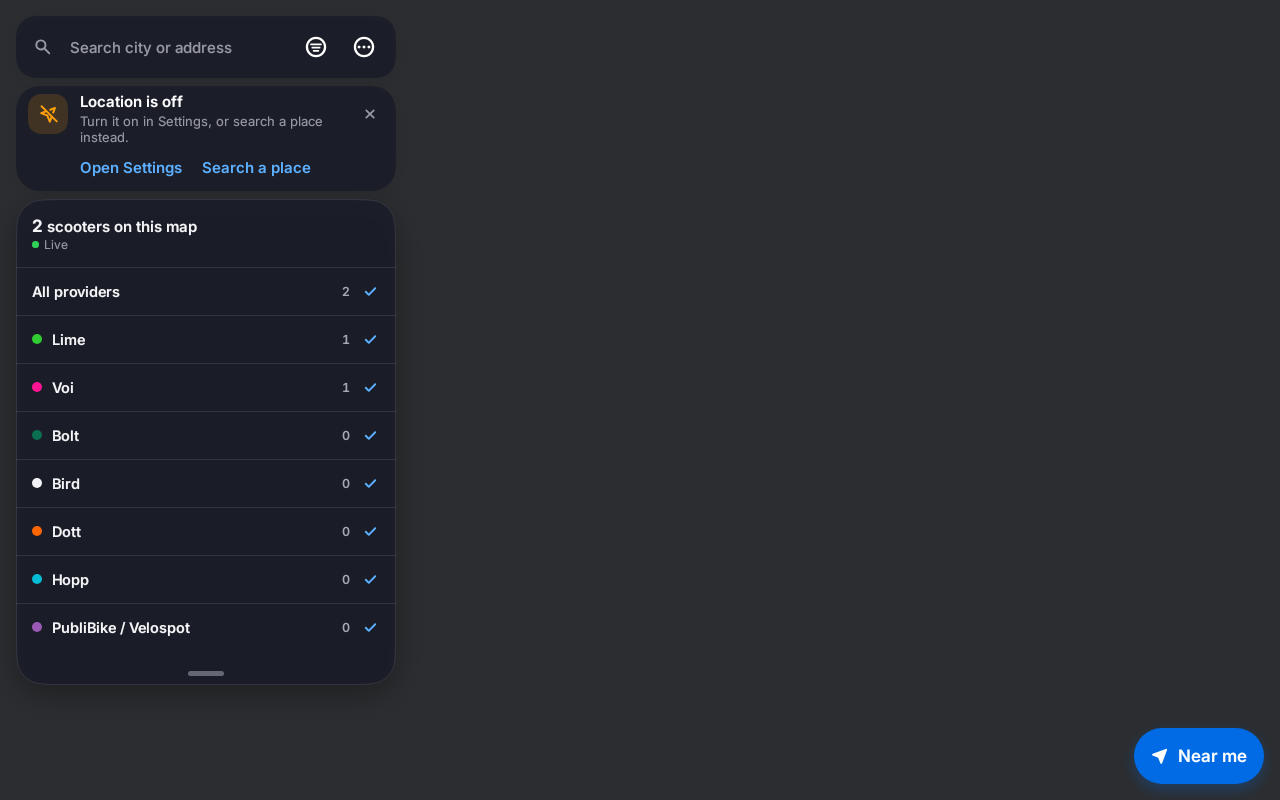 Search city or address
Location is off
Turn it on in Settings, or search a place
instead.
Open Settings Search a place
2 scooters on this map
Live
All providers 2
Lime 1
Voi 1
Bolt 0
Bird 0
Dott 0
Hopp 0
PubliBike / Velospot 0
Near me